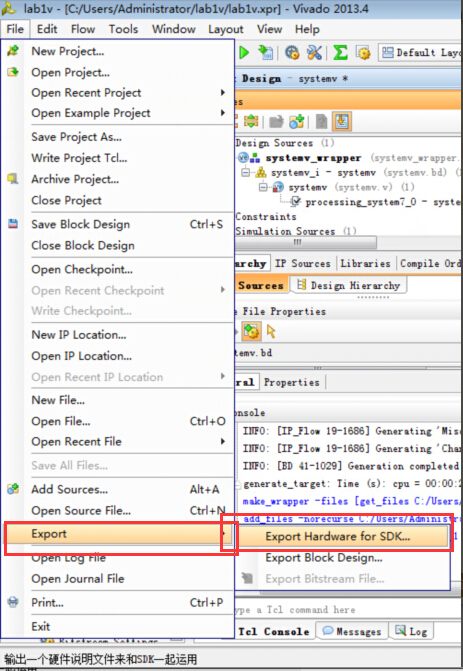 lab1v - [C:/Users/Administrator/lab1v/lab1v.xpr] - Vivado 2013.4
File Edit Flow Tools Window Layout View Help
New Project...
Open Project...
Open Recent Project
Open Example Project
Save Project As...
Write Project Tcl...
Archive Project...
Close Project
Save Block Design Ctrl+S
Close Block Design
Open Checkpoint...
Open Recent Checkpoint
Write Checkpoint...
New IP Location...
Open IP Location...
Open Recent IP Location
New File...
Open File... Ctrl+O
Open Recent File
Save All Files...
Add Sources... Alt+A
Open Source File... Ctrl+N
Export
Open Log File
Open Journal File
Print... Ctrl+P
Exit
Export Hardware for SDK...
Export Block Design...
Export Bitstream File...
Default Layo
Design - systemv *
es
Design Sources (1)
systemv_wrapper (systemv_wrapper.
systemv_i - systemv (systemv.bd) (1)
systemv (systemv.v) (1)
processing_system7_0 - syste
Constraints
Simulation Sources (1)
rarchy IP Sources Libraries Compile Ord
Sources Design Hierarchy
e File Properties
temv.bd
eral Properties
onsole
INFO: [IP_Flow 19-1686] Generating 'Misc
INFO: [IP_Flow 19-1686] Generating 'Chan
INFO: [BD 41-1029] Generation completed
generate_target: Time (s): cpu = 00:00:2
make_wrapper -files [get_files C:/Users/
add_files -norecurse C:/Users/Administra
ype a Tcl command here
Tcl Console Messages Log
Bitstream Settings
输出一个硬件说明文件来和SDK一起运用